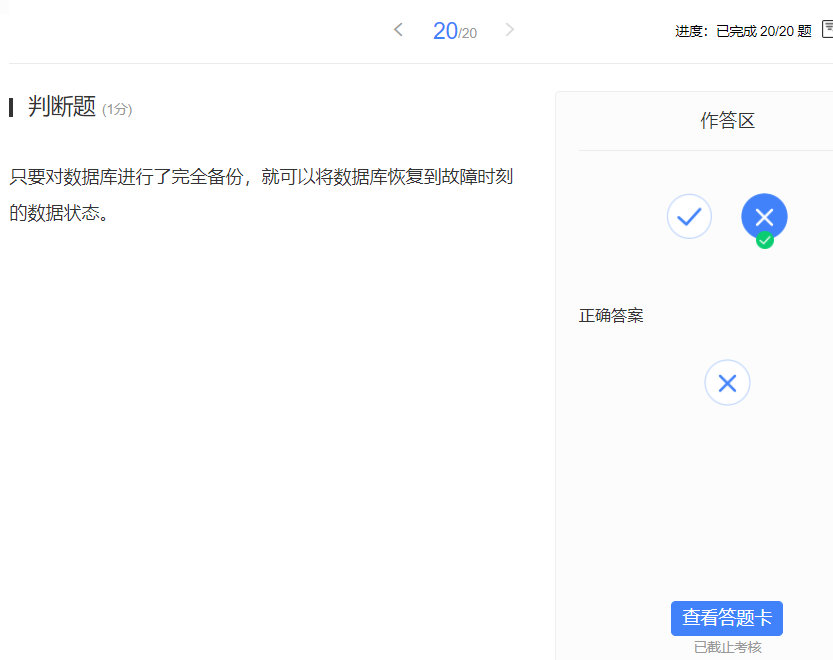 20/20
进度：已完成 20/20 题
判断题 (1分)
只要对数据库进行了完全备份，就可以将数据库恢复到故障时刻
的数据状态。
作答区
正确答案
查看答题卡
已截止考核